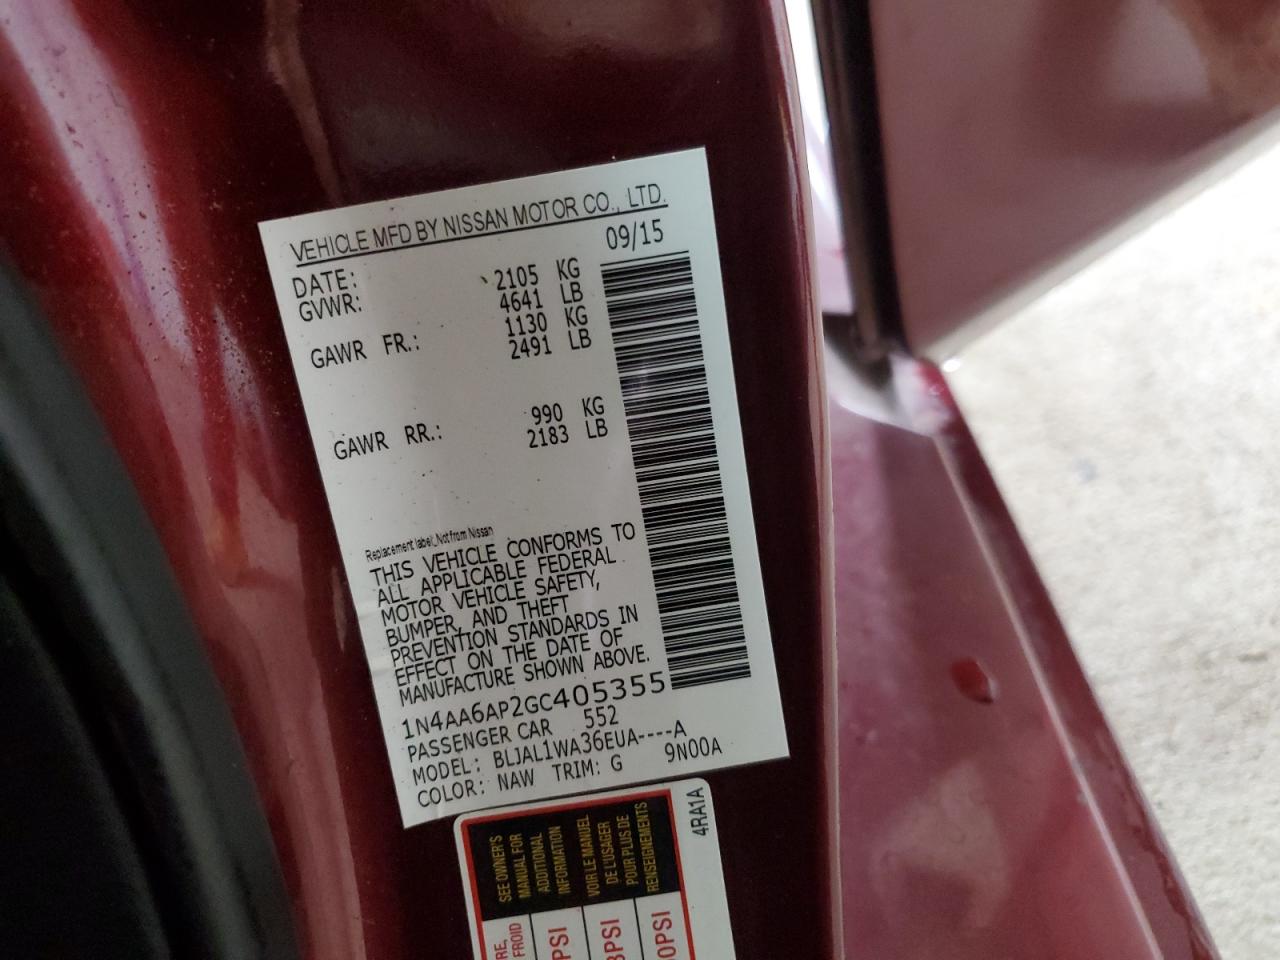 VEHICLE MFD BY NISSAN MOTOR CO., LTD.
DATE: 09/15
GVWR: 2105 KG
4641 LB
GAWR FR.: 1130 KG
2491 LB
GAWR RR.: 990 KG
2183 LB
Replacement label, Not from Nissan
THIS VEHICLE CONFORMS TO
ALL APPLICABLE FEDERAL
MOTOR VEHICLE SAFETY,
BUMPER, AND THEFT
PREVENTION STANDARDS IN
EFFECT ON THE DATE OF
MANUFACTURE SHOWN ABOVE.
1N4AA6AP2GC405355
PASSENGER CAR 552
MODEL: BLJAL1WA36EUA----A
COLOR: NAW TRIM: G 9N00A
4RA1A
SEE OWNER'S
MANUAL FOR
ADDITIONAL
INFORMATION
VOIR LE MANUEL
DE L'USAGER
POUR PLUS DE
RENSEIGNEMENTS
FROID
PSI
PSI
0PSI